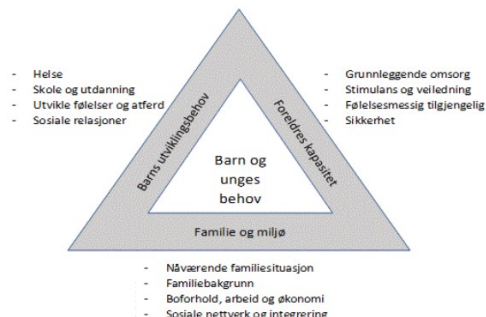 - Helse
- Skole og utdanning
- Utvikle følelser og atferd
- Sosiale relasjoner
- Grunnleggende omsorg
- Stimulans og veiledning
- Følelsesmessig tilgjengelig
- Sikkerhet
Barns utviklingsbehov
Foreldres kapasitet
Barn og
unges
behov
Familie og miljø
- Nåværende familiesituasjon
- Familiebakgrunn
- Boforhold, arbeid og økonomi
- Sosiale nettverk og integrering